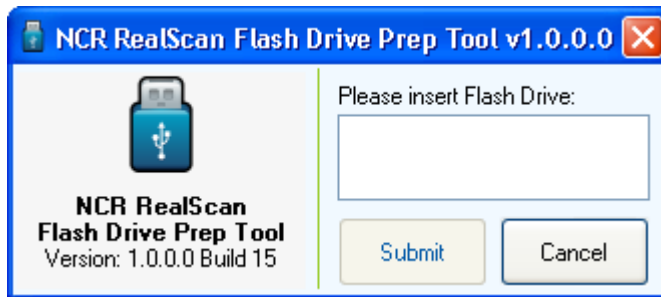 NCR RealScan Flash Drive Prep Tool v1.0.0.0
Please insert Flash Drive:
NCR RealScan
Flash Drive Prep Tool
Version: 1.0.0.0 Build 15
Submit
Cancel